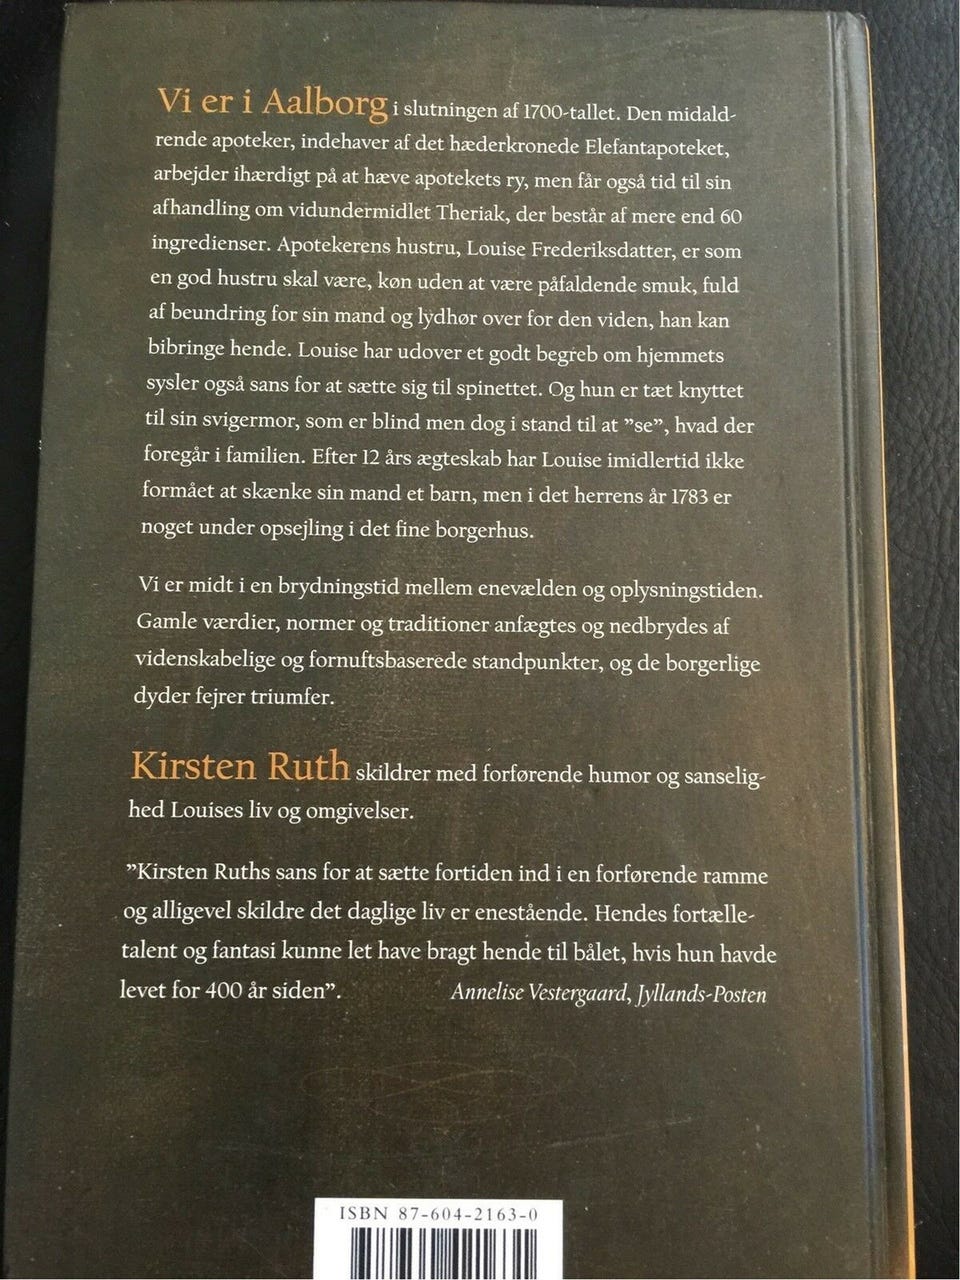 Vi er i Aalborg i slutningen af 1700-tallet. Den midald-
rende apoteker, indehaver af det hæderkronede Elefantapoteket,
arbejder ihærdigt på at hæve apotekets ry, men får også tid til sin
afhandling om vidundermidlet Theriak, der består af mere end 60
ingredienser. Apotekerens hustru, Louise Frederiksdatter, er som
en god hustru skal være, køn uden at være påfaldende smuk, fuld
af beundring for sin mand og lydhør over for den viden, han kan
bibringe hende. Louise har udover et godt begreb om hjemmets
sysler også sans for at sætte sig til spinettet. Og hun er tæt knyttet
til sin svigermor, som er blind men dog i stand til at ”se”, hvad der
foregår i familien. Efter 12 års ægteskab har Louise imidlertid ikke
formået at skænke sin mand et barn, men i det herrens år 1783 er
noget under opsejling i det fine borgerhus.
Vi er midt i en brydningstid mellem enevælden og oplysningstiden.
Gamle værdier, normer og traditioner anfægtes og nedbrydes af
videnskabelige og fornuftsbaserede standpunkter, og de borgerlige
dyder fejrer triumfer.
Kirsten Ruth skildrer med forførende humor og sanselig-
hed Louises liv og omgivelser.
”Kirsten Ruths sans for at sætte fortiden ind i en forførende ramme
og alligevel skildre det daglige liv er enestående. Hendes fortælle-
talent og fantasi kunne let have bragt hende til bålet, hvis hun havde
levet for 400 år siden”. Annelise Vestergaard, Jyllands-Posten
ISBN 87-604-2163-0